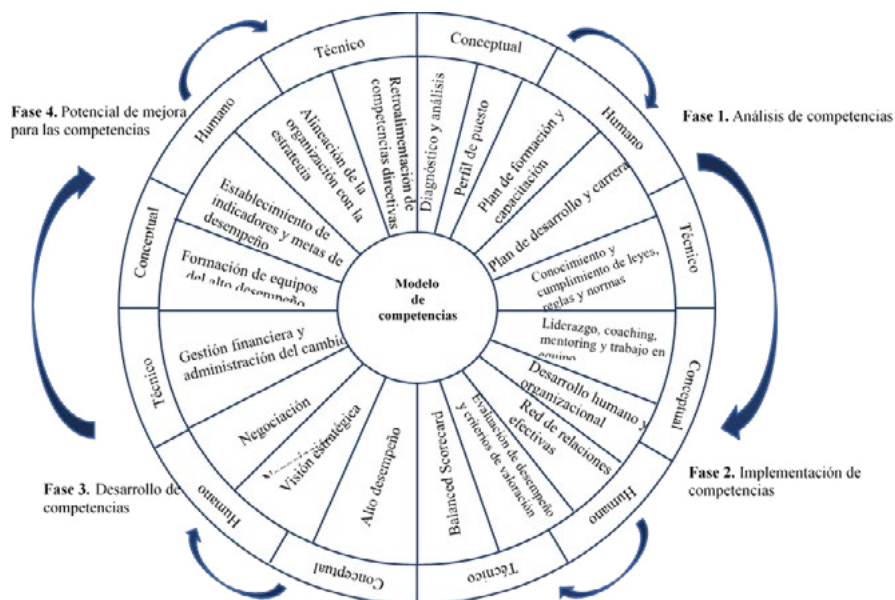 Fase 1. Análisis de competencias
Conceptual
Humano
Técnico
Diagnóstico y análisis
Perfil de puesto
Plan de formación y
capacitación
Plan de desarrollo y carrera
Conocimiento y
cumplimiento de leyes,
reglas y normas
Fase 2. Implementación de
competencias
Conceptual
Humano
Técnico
Liderazgo, coaching,
mentoring y trabajo en
equipo
Desarrollo humano y
organizacional
Red de relaciones
efectivas
Evaluación de desempeño
y criterios de valoración
Balanced Scorecard
Fase 3. Desarrollo de
competencias
Conceptual
Humano
Técnico
Alto desempeño
Visión estratégica
Negociación
Gestión financiera y
administración del cambio
Fase 4. Potencial de mejora
para las competencias
Conceptual
Humano
Técnico
Formación de equipos
del alto desempeño
Establecimiento de
indicadores y metas de
desempeño
Alineación de la
organización con la
estrategia
Retroalimentación de
competencias directivas
Modelo
de
competencias